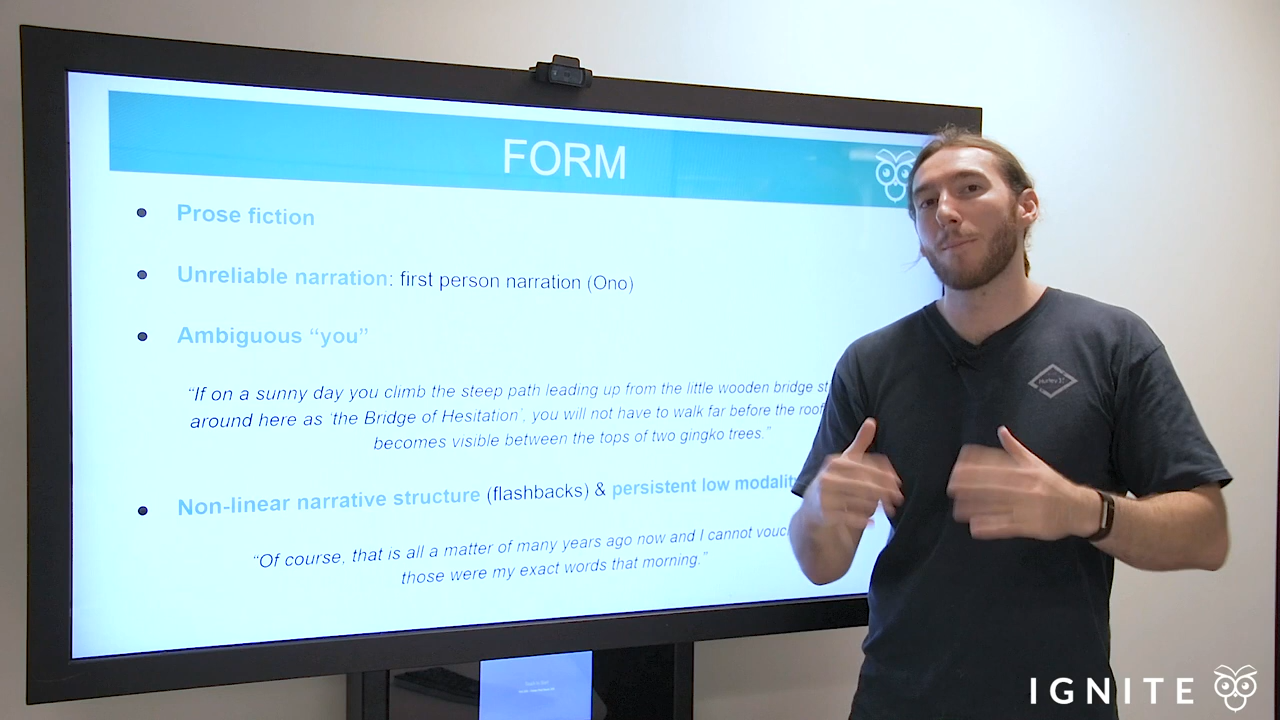 FORM
● Prose fiction
● Unreliable narration: first person narration (Ono)
● Ambiguous “you”
“If on a sunny day you climb the steep path leading up from the little wooden bridge
around here as ‘the Bridge of Hesitation’, you will not have to walk far before the
becomes visible between the tops of two gingko trees.”
● Non-linear narrative structure (flashbacks) & persistent low
“Of course, that is all a matter of many years ago now and I cannot
those were my exact words that morning.”
IGNITE